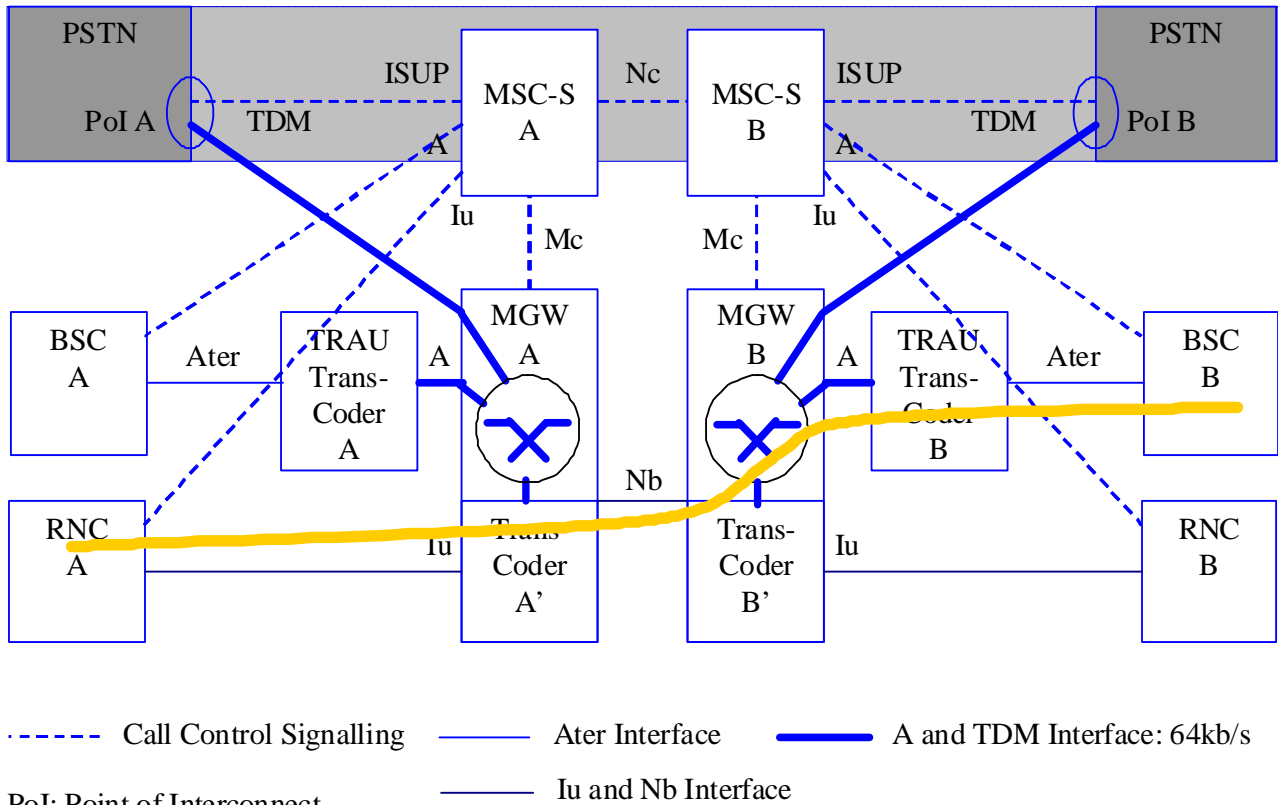 PSTN
PSTN
ISUP
Nc
ISUP
MSC-S
A
MSC-S
B
PoI A
TDM
TDM
PoI B
A
A
Iu
Iu
Mc
Mc
BSC
A
Ater
TRAU
Trans-
Coder
A
A
MGW
A
MGW
B
A
TRAU
Trans-
Coder
B
Ater
BSC
B
Nb
RNC
A
Iu
Trans-
Coder
A’
Trans-
Coder
B’
Iu
RNC
B
Call Control Signalling
Ater Interface
A and TDM Interface: 64kb/s
PoI: Point of Interconnect
Iu and Nb Interface